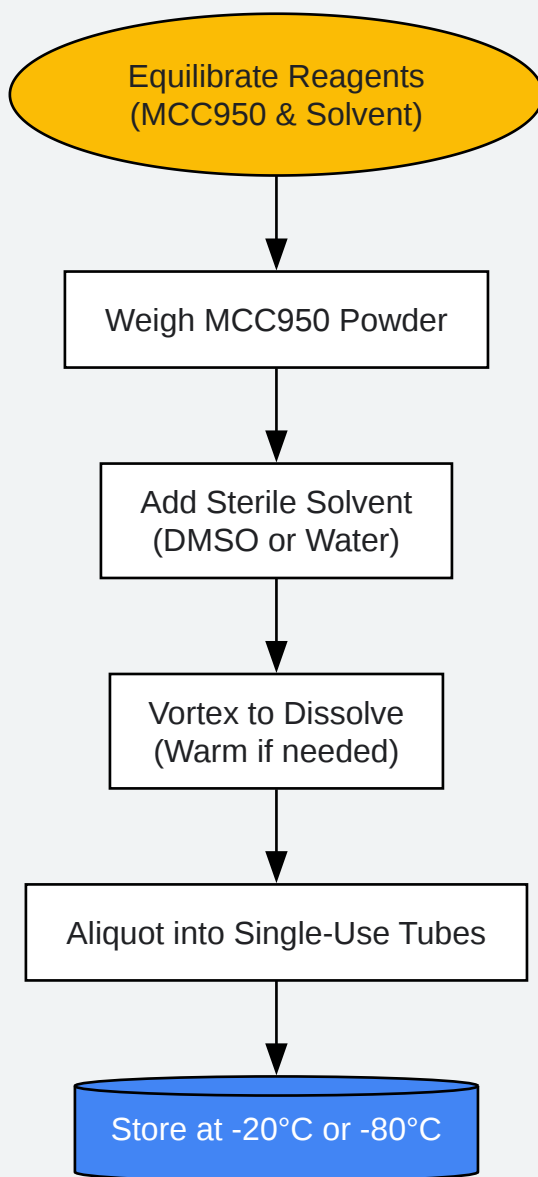 Equilibrate Reagents
(MCC950 & Solvent)
Weigh MCC950 Powder
Add Sterile Solvent
(DMSO or Water)
Vortex to Dissolve
(Warm if needed)
Aliquot into Single-Use Tubes
Store at -20°C or -80°C